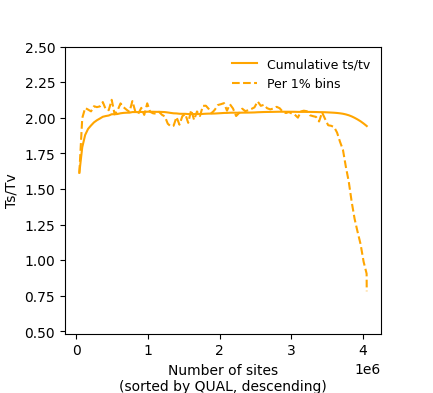 2.50
2.25
2.00
1.75
1.50
1.25
1.00
0.75
0.50
Ts/Tv
Cumulative ts/tv
Per 1% bins
0 1 2 3 4
1e6
Number of sites
(sorted by QUAL, descending)